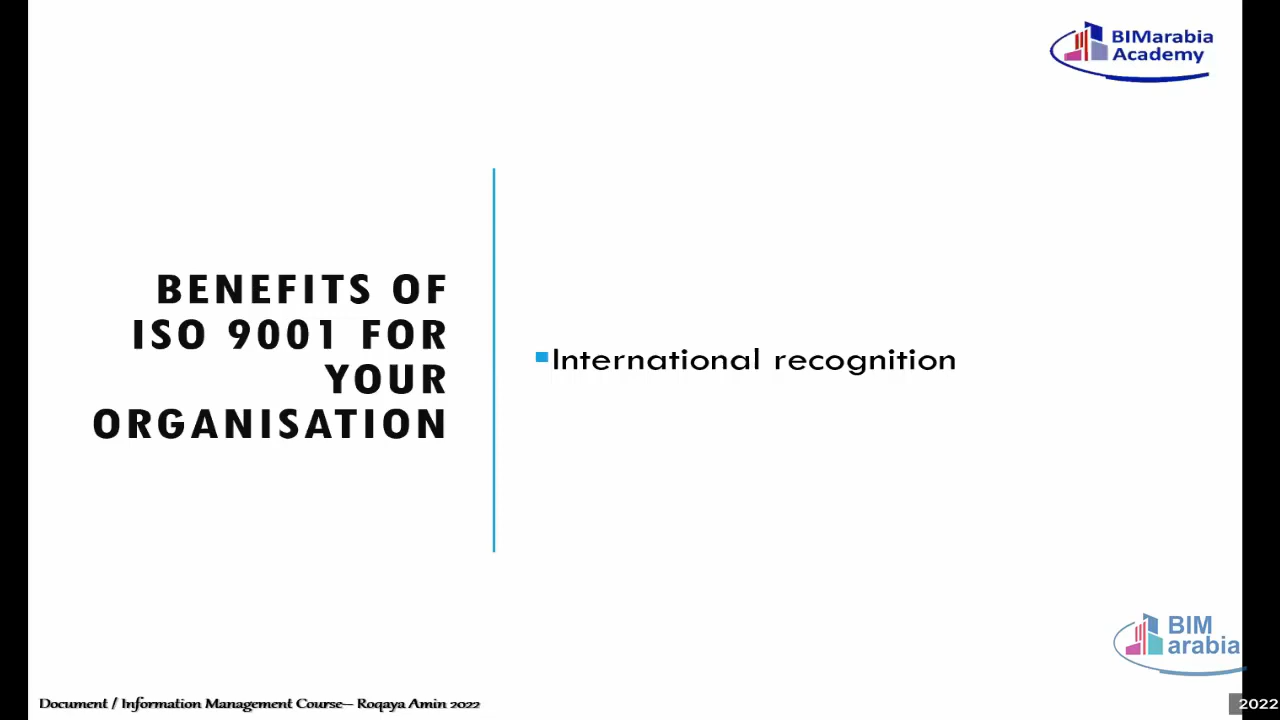 BIMarabia
Academy
BENEFITS OF
ISO 9001 FOR
YOUR
ORGANISATION
International recognition
BIM
arabia
Document / Information Management Course— Roqaya Amin 2022
2022